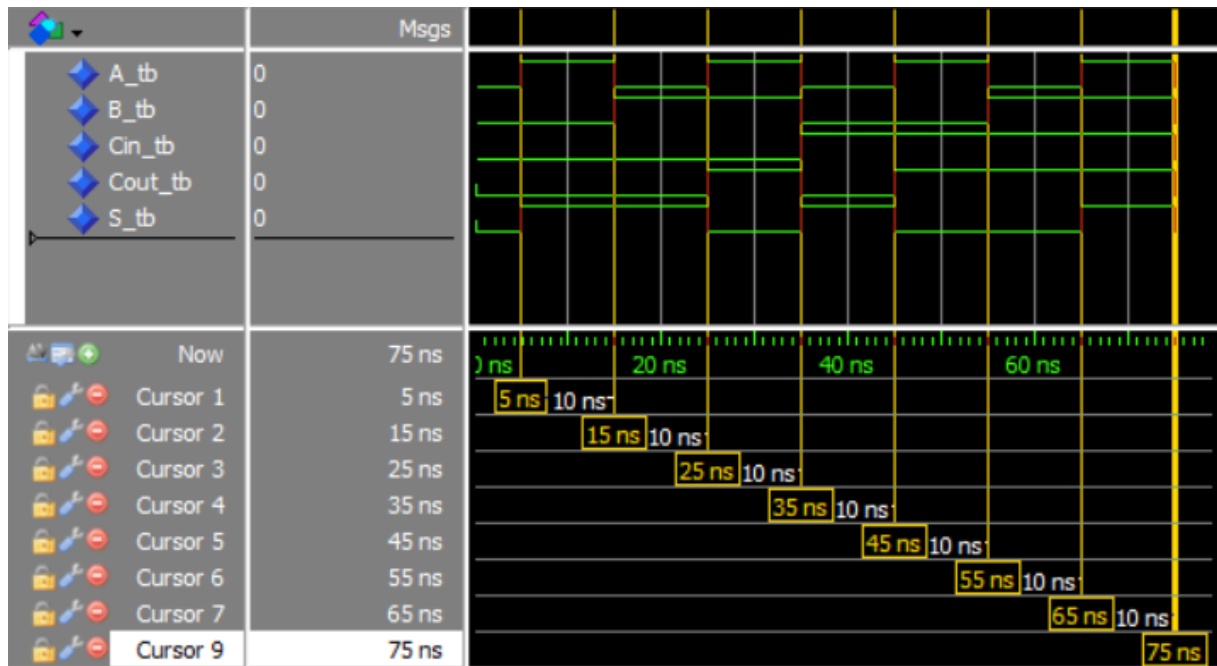 Msgs
A_tb 0
B_tb 0
Cin_tb 0
Cout_tb 0
S_tb 0
Now 75 ns
) ns 20 ns 40 ns 60 ns
Cursor 1 5 ns 5 ns 10 ns
Cursor 2 15 ns 15 ns 10 ns
Cursor 3 25 ns 25 ns 10 ns
Cursor 4 35 ns 35 ns 10 ns
Cursor 5 45 ns 45 ns 10 ns
Cursor 6 55 ns 55 ns 10 ns
Cursor 7 65 ns 65 ns 10 ns
Cursor 9 75 ns 75 ns